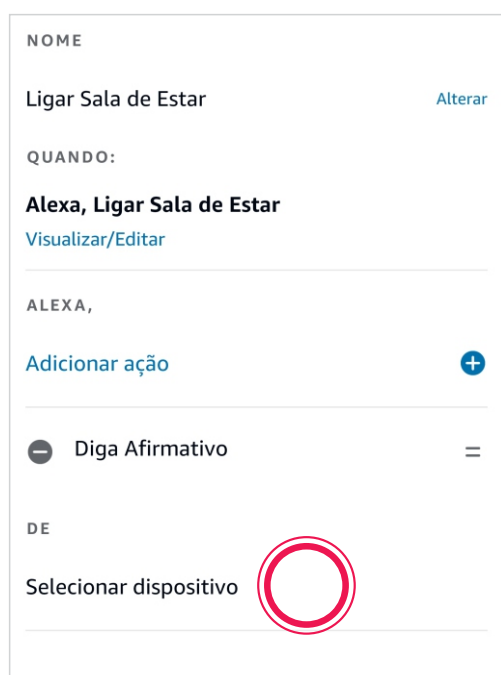 NOME
Ligar Sala de Estar Alterar
QUANDO:
Alexa, Ligar Sala de Estar
Visualizar/Editar
ALEXA,
Adicionar ação
Diga Afirmativo
DE
Selecionar dispositivo